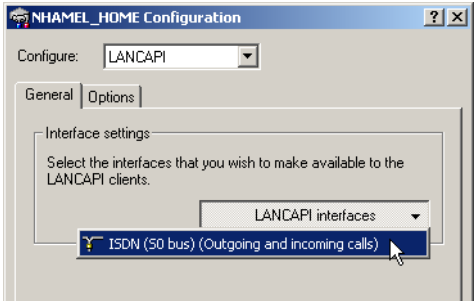 NHAMEL_HOME Configuration
Configure: LANCAPI
General Options
Interface settings
Select the interfaces that you wish to make available to the
LANCAPI clients.
LANCAPI interfaces
ISDN (S0 bus) (Outgoing and incoming calls)